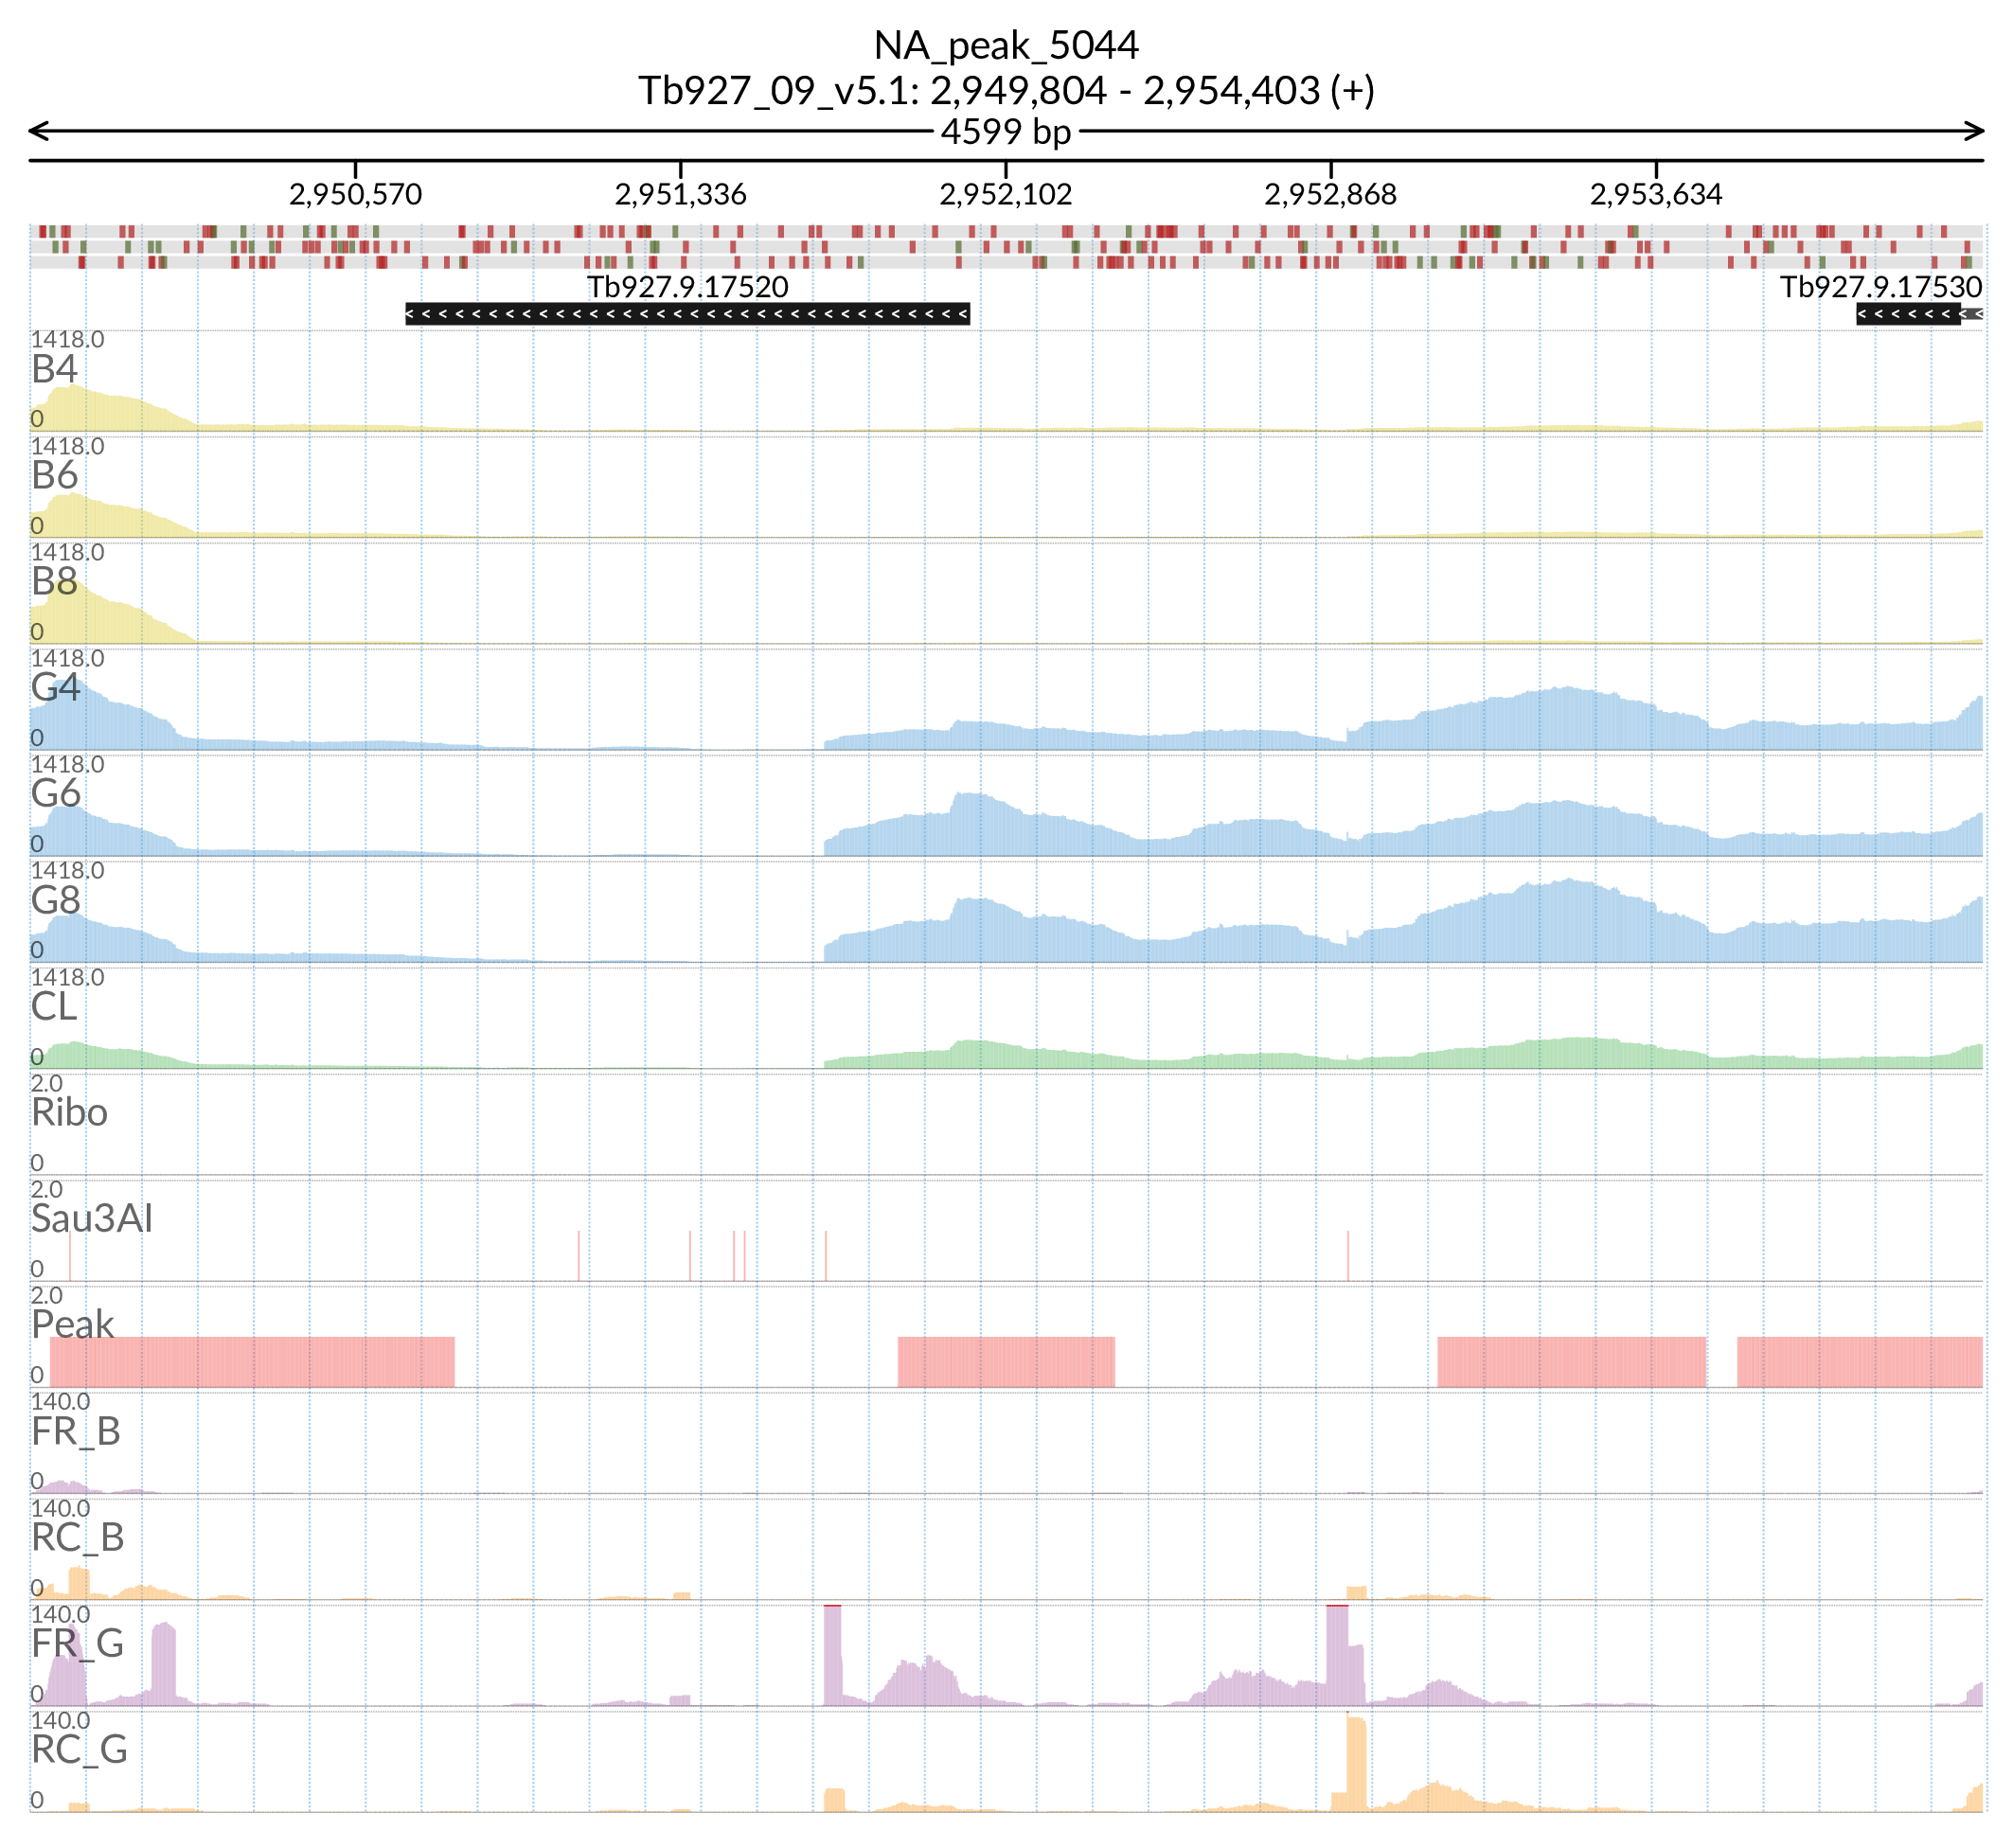 NA_peak_5044
Tb927_09_v5.1: 2,949,804 - 2,954,403 (+)
4599 bp
2,950,570 2,951,336 2,952,102 2,952,868 2,953,634
Tb927.9.17520 Tb927.9.17530
1418.0
B4
0
1418.0
B6
0
1418.0
B8
0
1418.0
G4
0
1418.0
G6
0
1418.0
G8
0
1418.0
CL
0
2.0
Ribo
0
2.0
Sau3AI
0
2.0
Peak
0
140.0
FR_B
0
140.0
RC_B
0
140.0
FR_G
0
140.0
RC_G
0